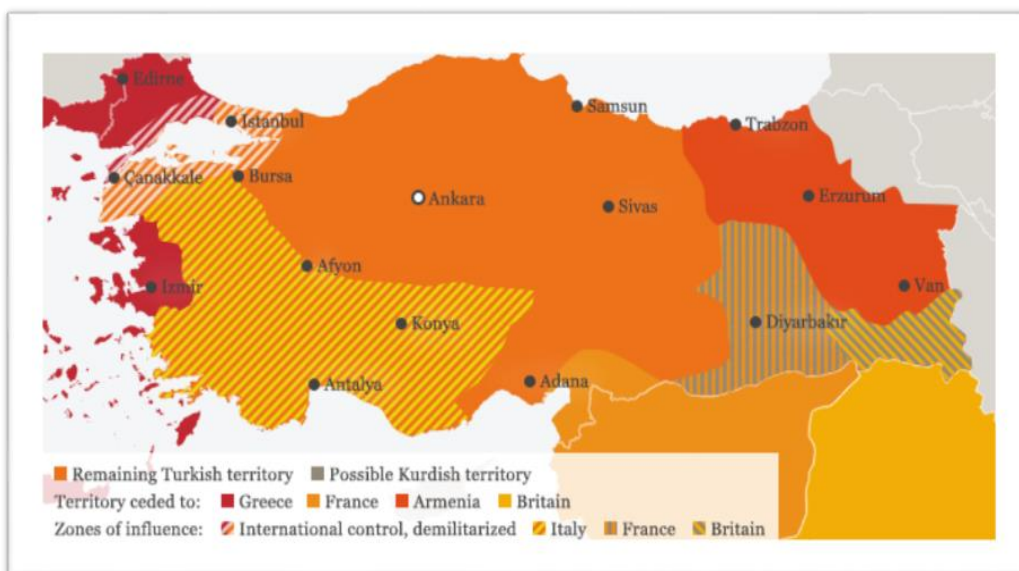 Edirne
Istanbul
Samsun
Trabzon
Çanakkale
Bursa
Ankara
Sivas
Erzurum
Afyon
Izmir
Van
Konya
Diyarbakır
Antalya
Adana
Remaining Turkish territory Possible Kurdish territory
Territory ceded to: Greece France Armenia Britain
Zones of influence: International control, demilitarized Italy France Britain